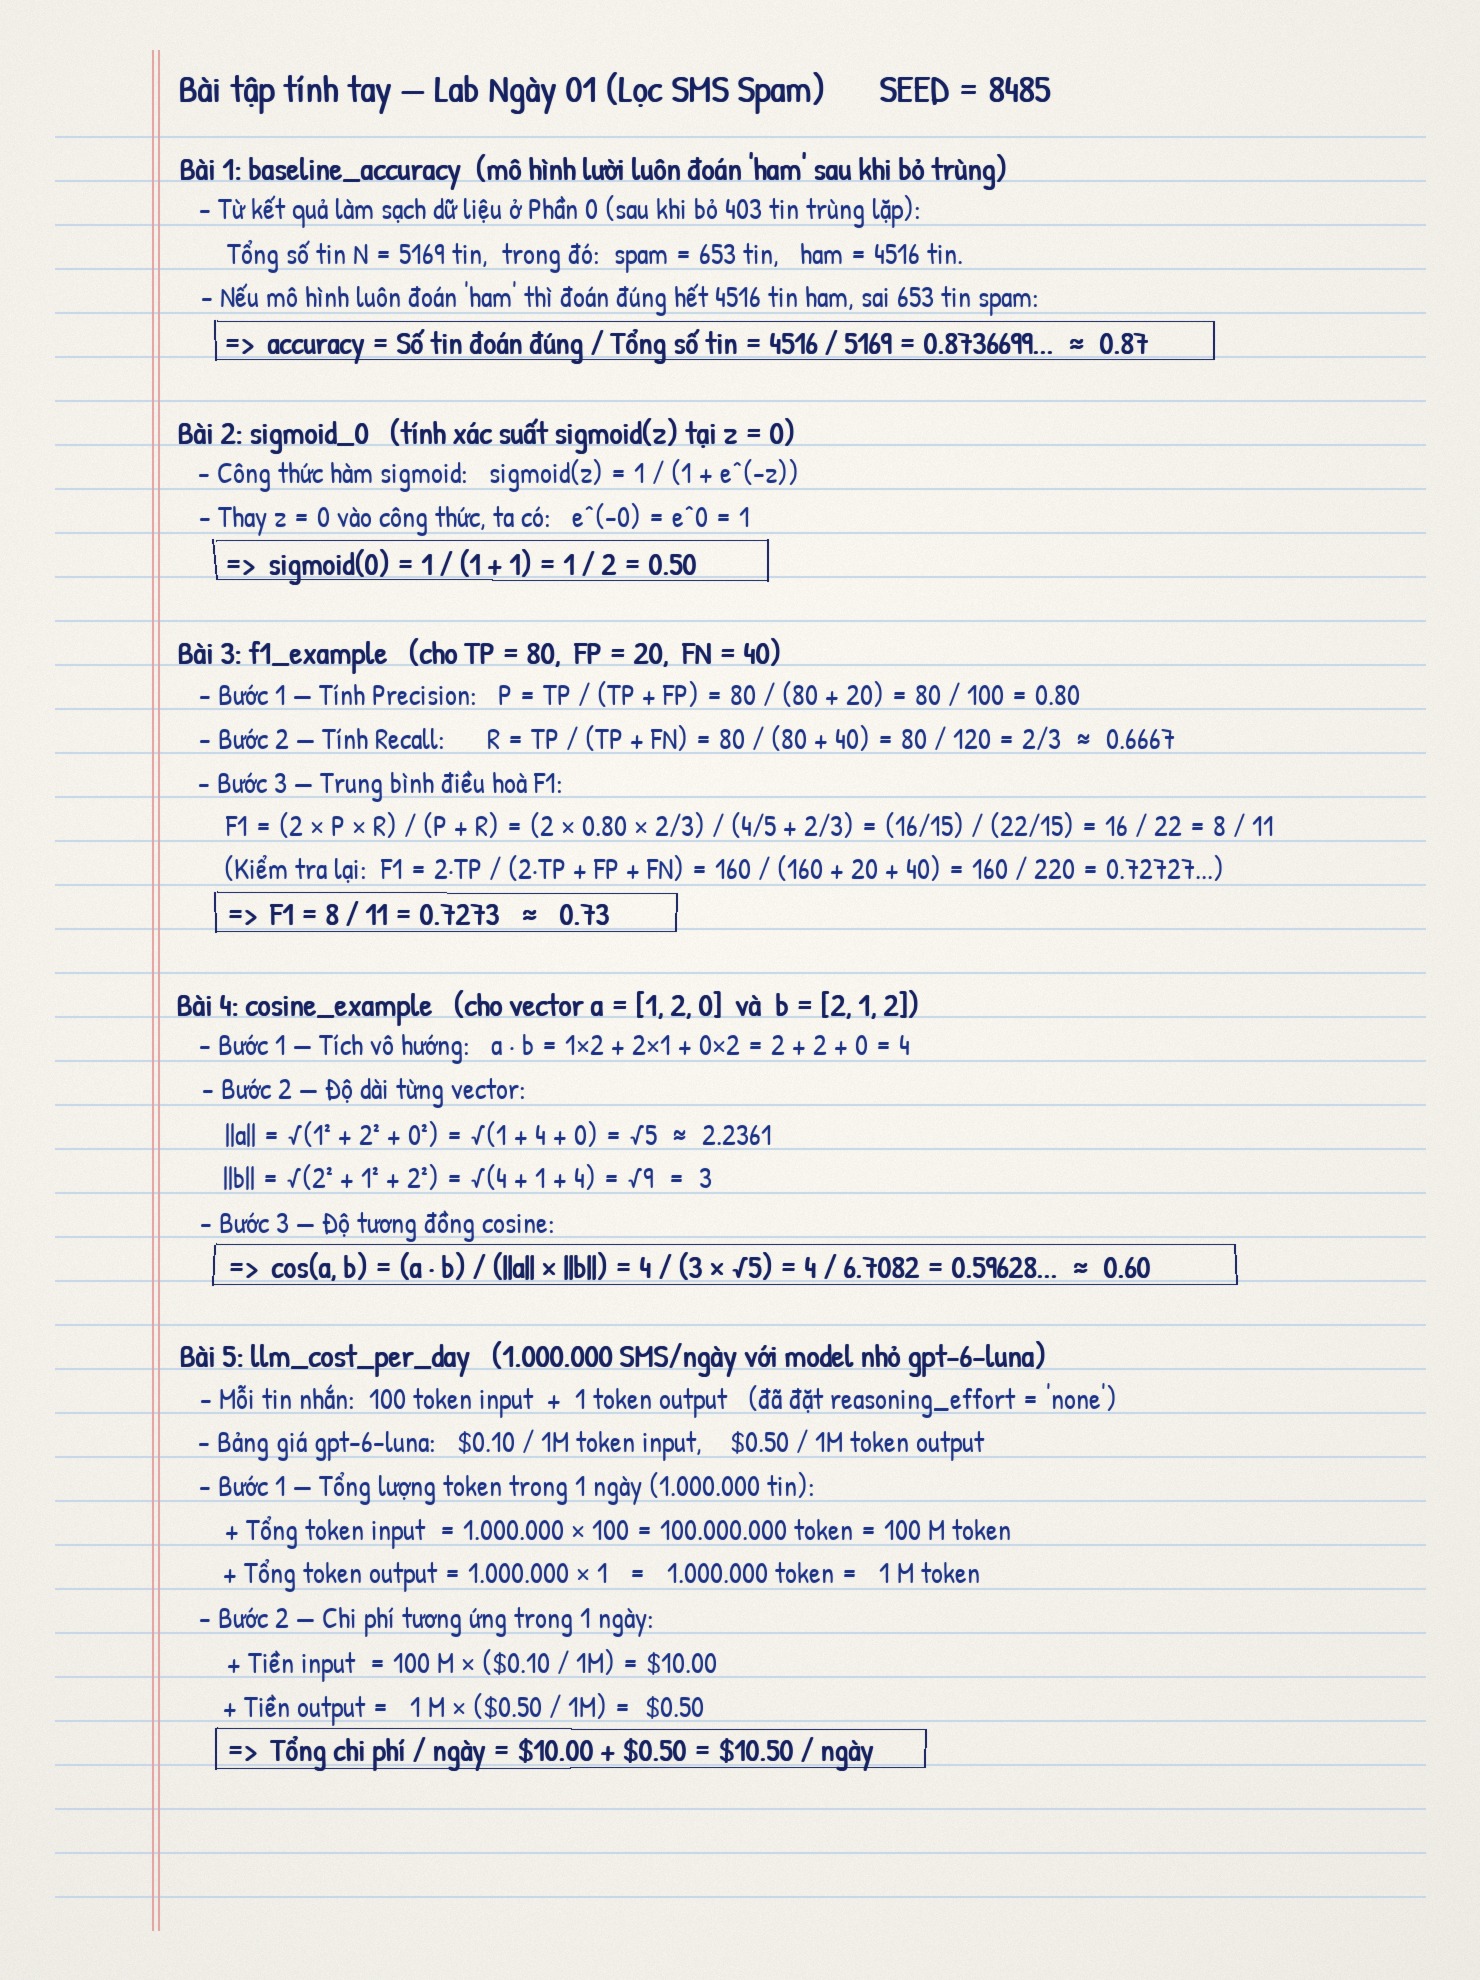 Bài tập tính tay — Lab Ngày 01 (Lọc SMS Spam) SEED = 8485
Bài 1: baseline_accuracy (mô hình lười luôn đoán 'ham' sau khi bỏ trùng)
- Từ kết quả làm sạch dữ liệu ở Phần 0 (sau khi bỏ 403 tin trùng lặp):
Tổng số tin N = 5169 tin, trong đó: spam = 653 tin, ham = 4516 tin.
- Nếu mô hình luôn đoán 'ham' thì đoán đúng hết 4516 tin ham, sai 653 tin spam:
=> accuracy = Số tin đoán đúng / Tổng số tin = 4516 / 5169 = 0.8736699... ≈ 0.87
Bài 2: sigmoid_0 (tính xác suất sigmoid(z) tại z = 0)
- Công thức hàm sigmoid: sigmoid(z) = 1 / (1 + e^(-z))
- Thay z = 0 vào công thức, ta có: e^(-0) = e^0 = 1
=> sigmoid(0) = 1 / (1 + 1) = 1 / 2 = 0.50
Bài 3: f1_example (cho TP = 80, FP = 20, FN = 40)
- Bước 1 — Tính Precision: P = TP / (TP + FP) = 80 / (80 + 20) = 80 / 100 = 0.80
- Bước 2 — Tính Recall: R = TP / (TP + FN) = 80 / (80 + 40) = 80 / 120 = 2/3 ≈ 0.6667
- Bước 3 — Trung bình điều hoà F1:
F1 = (2 × P × R) / (P + R) = (2 × 0.80 × 2/3) / (4/5 + 2/3) = (16/15) / (22/15) = 16 / 22 = 8 / 11
(Kiểm tra lại: F1 = 2·TP / (2·TP + FP + FN) = 160 / (160 + 20 + 40) = 160 / 220 = 0.72727...)
=> F1 = 8 / 11 = 0.7273 ≈ 0.73
Bài 4: cosine_example (cho vector a = [1, 2, 0] và b = [2, 1, 2])
- Bước 1 — Tích vô hướng: a · b = 1×2 + 2×1 + 0×2 = 2 + 2 + 0 = 4
- Bước 2 — Độ dài từng vector:
||a|| = √(1² + 2² + 0²) = √(1 + 4 + 0) = √5 ≈ 2.2361
||b|| = √(2² + 1² + 2²) = √(4 + 1 + 4) = √9 = 3
- Bước 3 — Độ tương đồng cosine:
=> cos(a, b) = (a · b) / (||a|| × ||b||) = 4 / (3 × √5) = 4 / 6.7082 = 0.59628... ≈ 0.60
Bài 5: llm_cost_per_day (1.000.000 SMS/ngày với model nhỏ gpt-6-luna)
- Mỗi tin nhắn: 100 token input + 1 token output (đã đặt reasoning_effort = 'none')
- Bảng giá gpt-6-luna: $0.10 / 1M token input, $0.50 / 1M token output
- Bước 1 — Tổng lượng token trong 1 ngày (1.000.000 tin):
+ Tổng token input = 1.000.000 × 100 = 100.000.000 token = 100 M token
+ Tổng token output = 1.000.000 × 1 = 1.000.000 token = 1 M token
- Bước 2 — Chi phí tương ứng trong 1 ngày:
+ Tiền input = 100 M × ($0.10 / 1M) = $10.00
+ Tiền output = 1 M × ($0.50 / 1M) = $0.50
=> Tổng chi phí / ngày = $10.00 + $0.50 = $10.50 / ngày